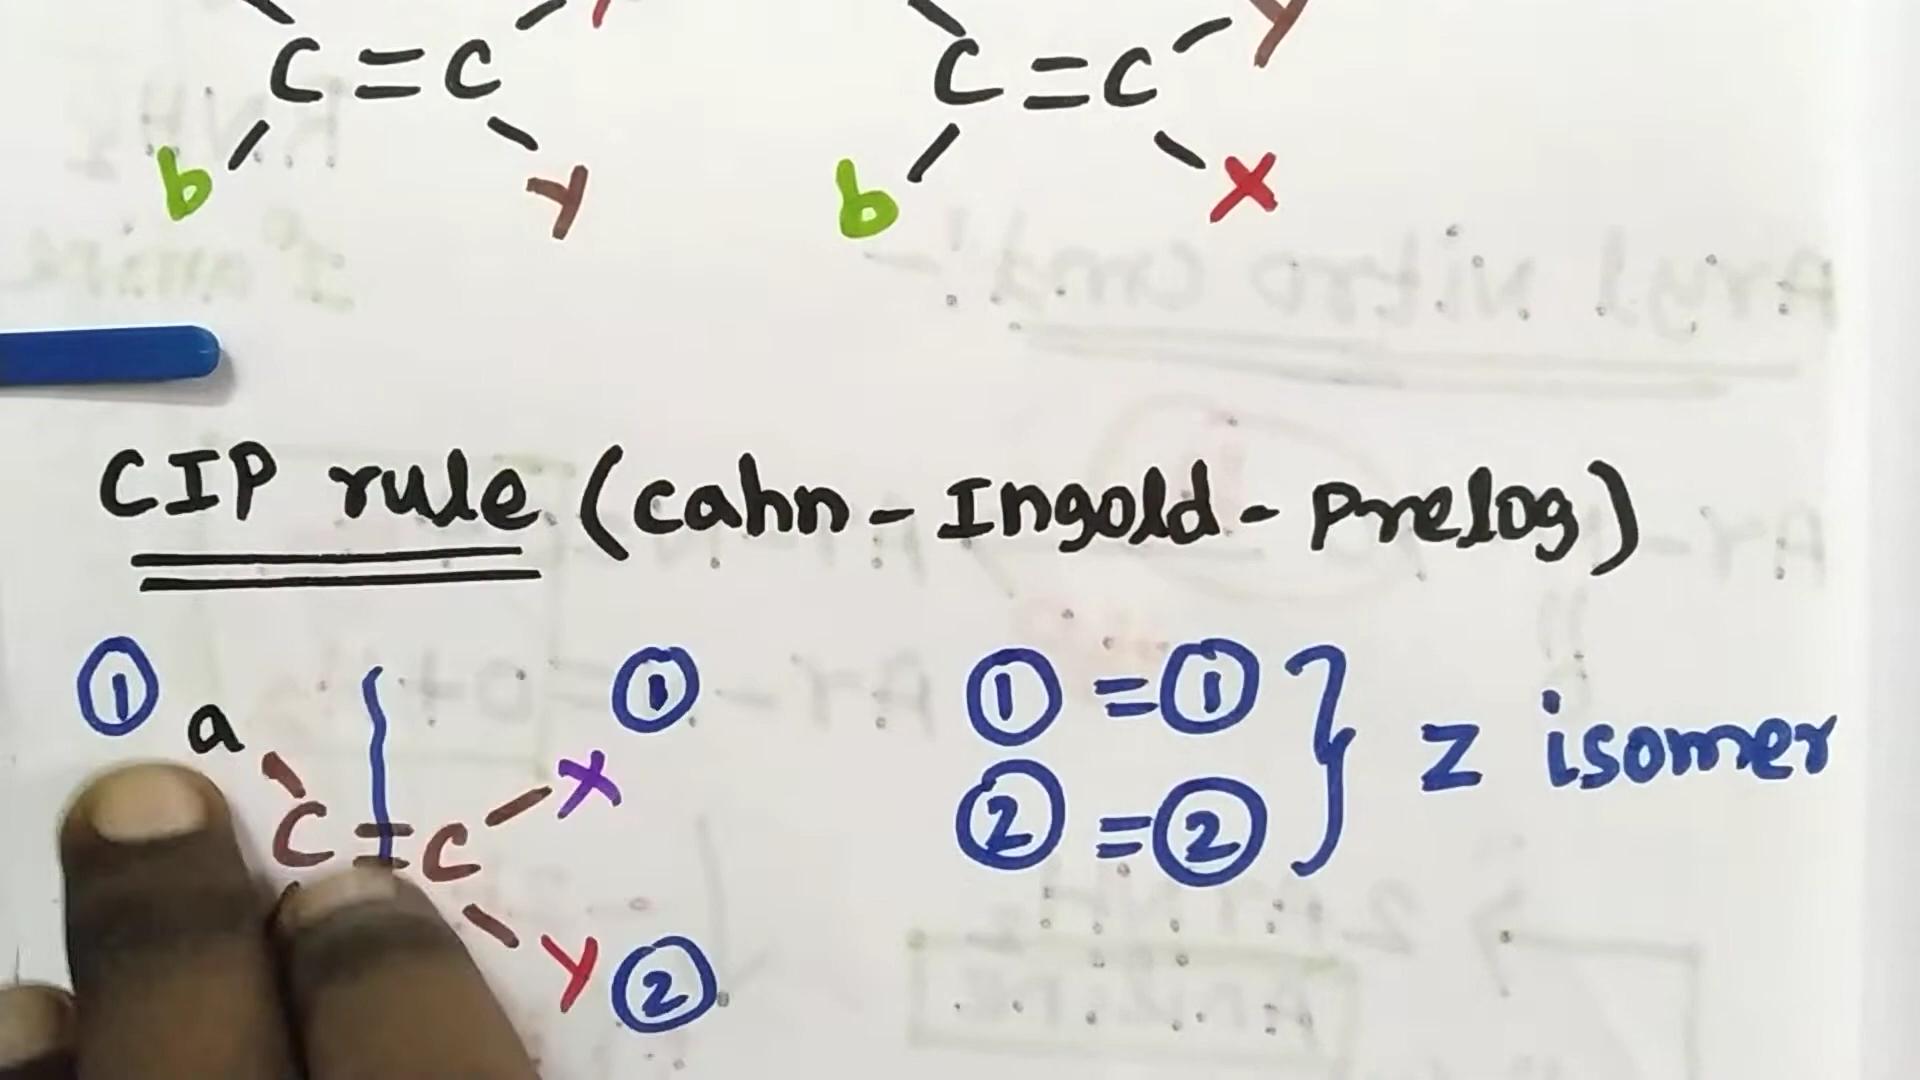 C=C C=C Y
b Y b X
CIP rule (cahn-Ingold-Prelog)
① a ① ①=① } Z isomer
C=C X ②=②
Y ②